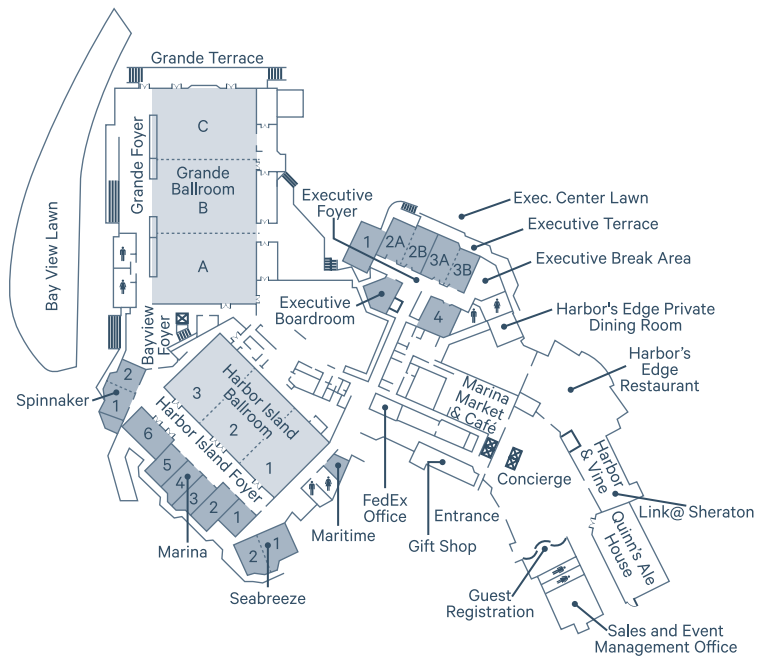 Grande Terrace
Grande Foyer
C
Grande
Ballroom
B
A
Bay View Lawn
Bayview
Foyer
Executive
Foyer
Exec. Center Lawn
Executive Terrace
Executive Break Area
1
2A
2B
3A
3B
4
Executive
Boardroom
Harbor's Edge Private
Dining Room
Harbor's
Edge
Restaurant
Spinnaker
2
1
Harbor Island
Ballroom
3
2
1
Harbor Island Foyer
6
5
4
3
2
1
Marina
Marina
Market
& Café
Maritime
FedEx
Office
Gift Shop
Entrance
Concierge
Harbor
& Vine
Link@ Sheraton
Quinn's Ale
House
2
1
Seabreeze
Guest
Registration
Sales and Event
Management Office